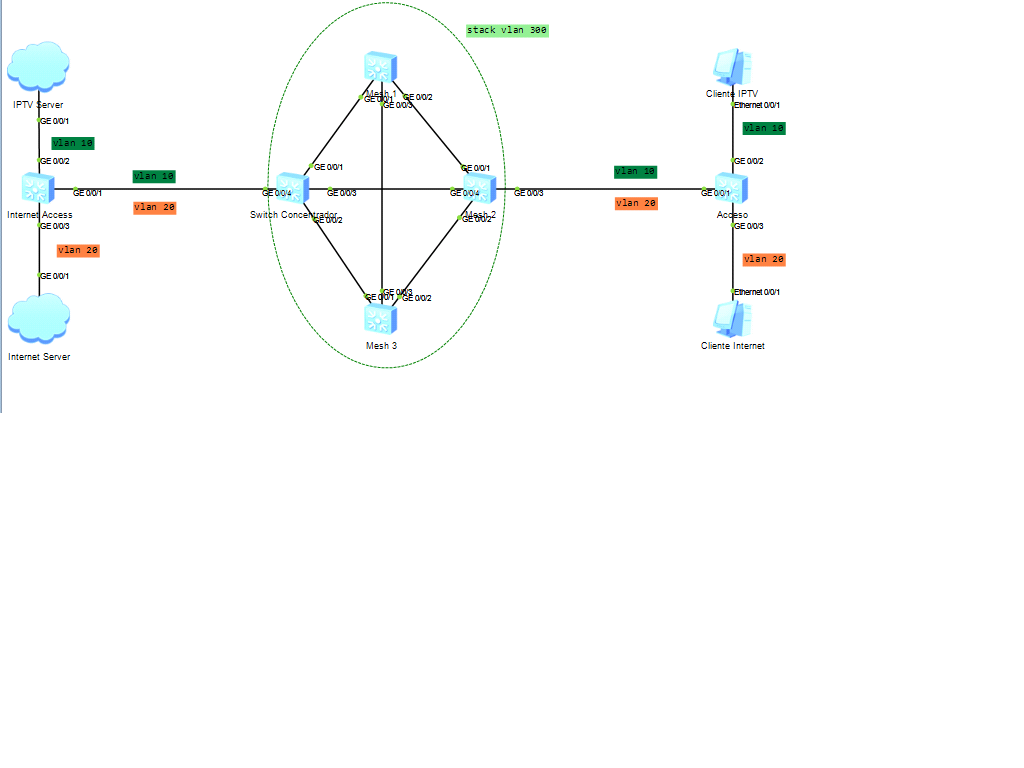 stack vlan 300
IPTV Server
Mesh 1
Cliente IPTV
GE 0/0/1
GE 0/0/1
GE 0/0/2
GE 0/0/3
Ethernet 0/0/1
vlan 10
vlan 10
GE 0/0/2
GE 0/0/1
GE 0/0/1
GE 0/0/2
vlan 10
vlan 10
GE 0/0/1
GE 0/0/4
GE 0/0/3
GE 0/0/4
GE 0/0/3
GE 0/0/1
vlan 20
vlan 20
Internet Access
Switch Concentrador
Mesh 2
Acceso
GE 0/0/3
GE 0/0/2
GE 0/0/2
GE 0/0/3
vlan 20
vlan 20
GE 0/0/1
GE 0/0/3
GE 0/0/1
GE 0/0/2
Ethernet 0/0/1
Internet Server
Mesh 3
Cliente Internet